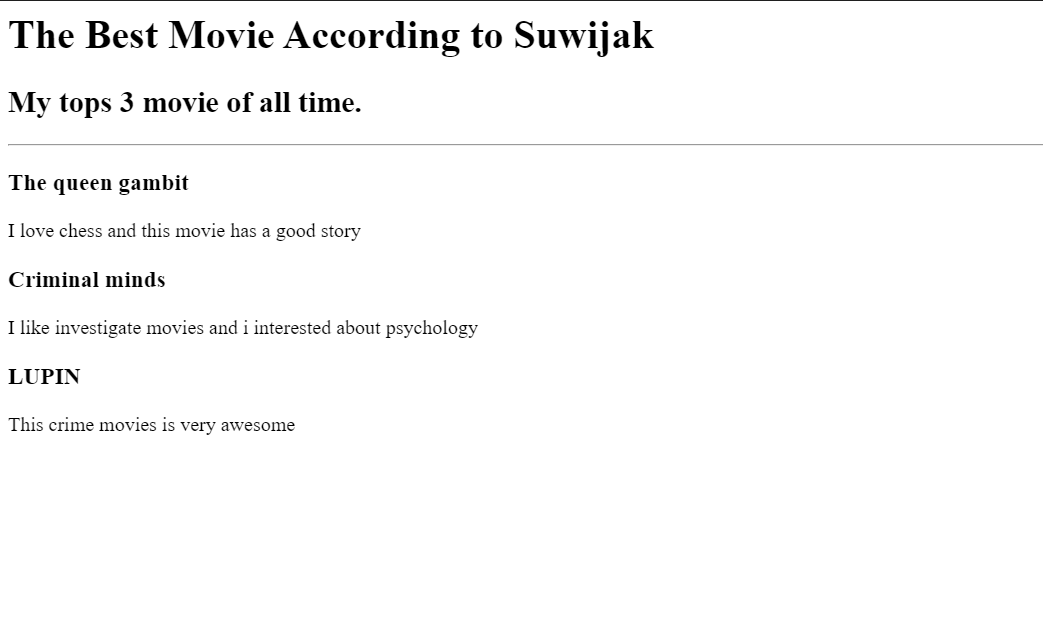 The Best Movie According to Suwijak
My tops 3 movie of all time.
The queen gambit
I love chess and this movie has a good story
Criminal minds
I like investigate movies and i interested about psychology
LUPIN
This crime movies is very awesome